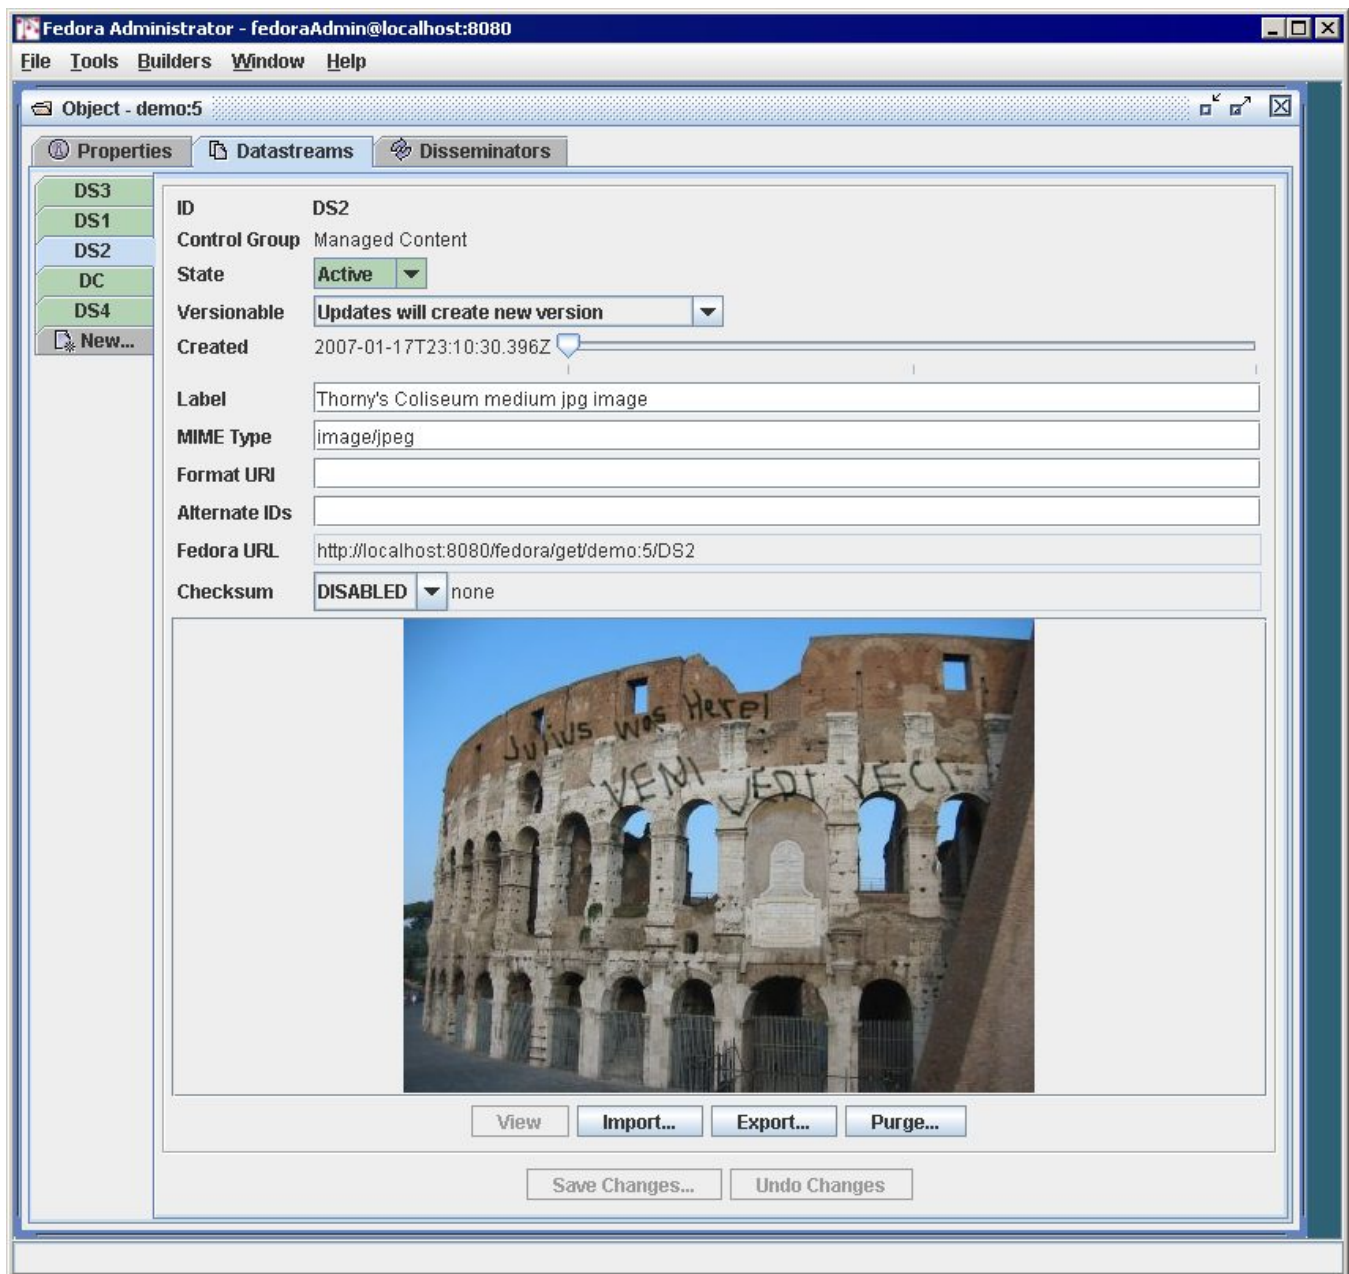 Fedora Administrator - fedoraAdmin@localhost:8080
File Tools Builders Window Help
Object - demo:5
Properties Datastreams Disseminators
DS3
DS1
DS2
DC
DS4
New...
ID DS2
Control Group Managed Content
State Active
Versionable Updates will create new version
Created 2007-01-17T23:10:30.396Z
Label Thorny's Coliseum medium jpg image
MIME Type image/jpeg
Format URI
Alternate IDs
Fedora URL http://localhost:8080/fedora/get/demo:5/DS2
Checksum DISABLED none
Julius was Here!
VENI VEDI VECI
View Import... Export... Purge...
Save Changes... Undo Changes